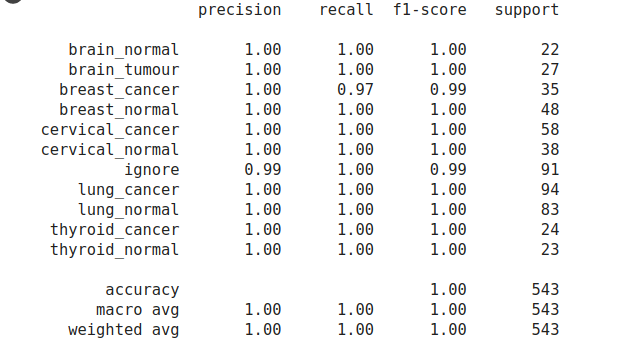 precision recall f1-score support
brain_normal 1.00 1.00 1.00 22
brain_tumour 1.00 1.00 1.00 27
breast_cancer 1.00 0.97 0.99 35
breast_normal 1.00 1.00 1.00 48
cervical_cancer 1.00 1.00 1.00 58
cervical_normal 1.00 1.00 1.00 38
ignore 0.99 1.00 0.99 91
lung_cancer 1.00 1.00 1.00 94
lung_normal 1.00 1.00 1.00 83
thyroid_cancer 1.00 1.00 1.00 24
thyroid_normal 1.00 1.00 1.00 23
accuracy 1.00 543
macro avg 1.00 1.00 1.00 543
weighted avg 1.00 1.00 1.00 543